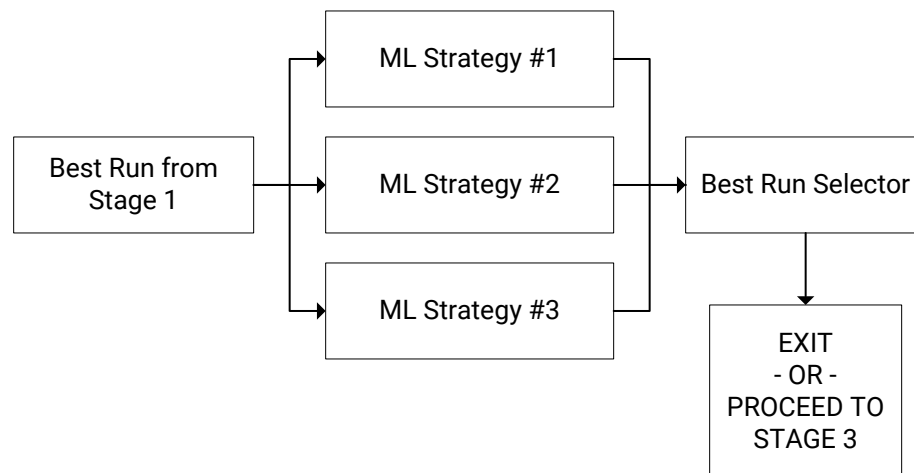 ML Strategy #1
Best Run from
Stage 1
ML Strategy #2
Best Run Selector
ML Strategy #3
EXIT
- OR -
PROCEED TO
STAGE 3